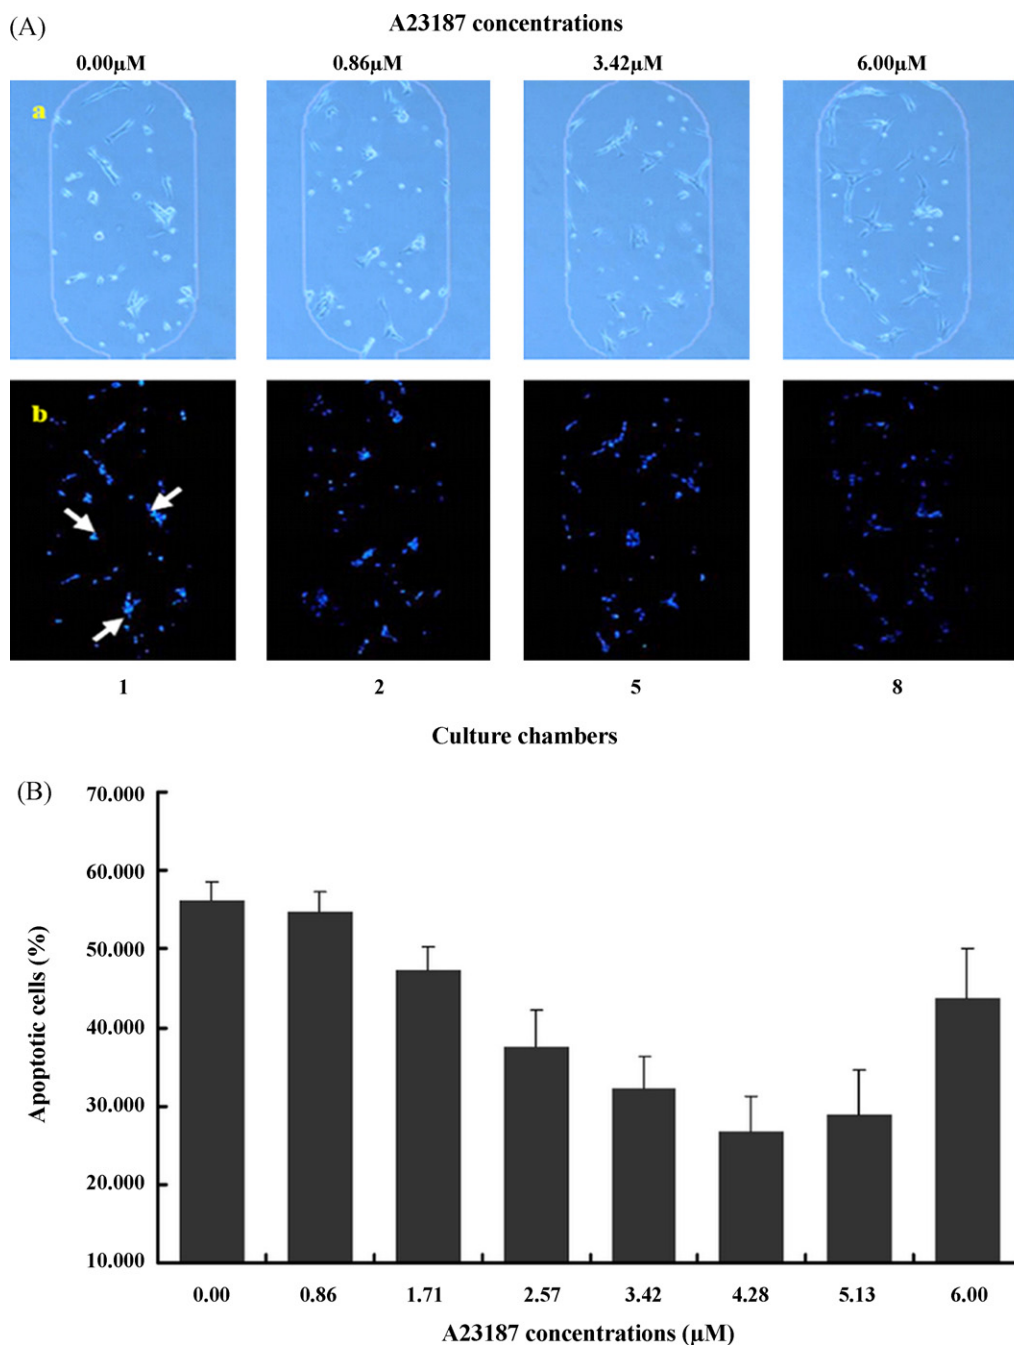 (A)
A23187 concentrations
0.00μM 0.86μM 3.42μM 6.00μM
a
b
1 2 5 8
Culture chambers
(B)
Apoptotic cells (%)
70.000
60.000
50.000
40.000
30.000
20.000
10.000
0.00 0.86 1.71 2.57 3.42 4.28 5.13 6.00
A23187 concentrations (μM)